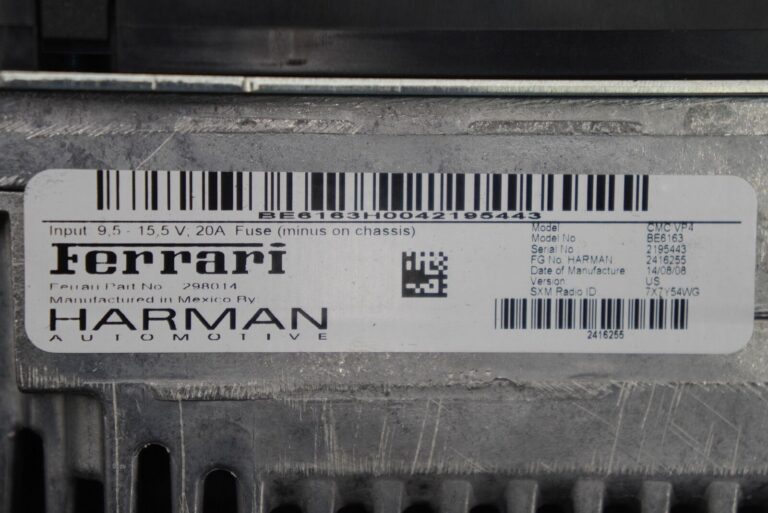 BE6163H0042195443
Input 9,5 - 15,5 V; 20A Fuse (minus on chassis)
Ferrari
Ferrari Part No. 298014
Manufactured in Mexico By
HARMAN
AUTOMOTIVE
Model CMC VP4
Model No BE6163
Serial No 2195443
FG No. HARMAN 2416255
Date of Manufacture 14/08/08
Version US
SXM Radio ID 7X7Y54WG
2416255